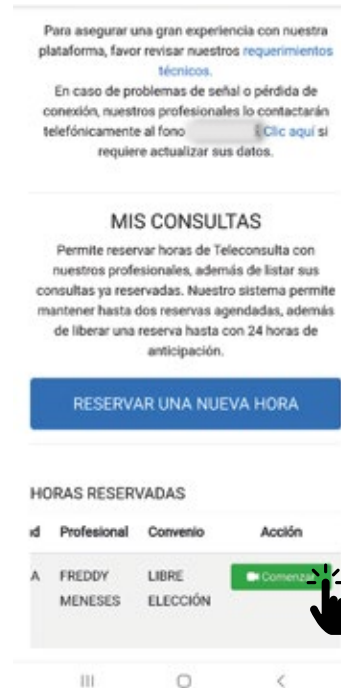 Para asegurar una gran experiencia con nuestra
plataforma, favor revisar nuestros requerimientos
técnicos.
En caso de problemas de señal o pérdida de
conexión, nuestros profesionales lo contactarán
telefónicamente al fono Clic aquí si
requiere actualizar sus datos.
MIS CONSULTAS
Permite reservar horas de Teleconsulta con
nuestros profesionales, además de listar sus
consultas ya reservadas. Nuestro sistema permite
mantener hasta dos reservas agendadas, además
de liberar una reserva hasta con 24 horas de
anticipación.
RESERVAR UNA NUEVA HORA
HORAS RESERVADAS
d Profesional Convenio Acción
A FREDDY LIBRE Comenza
MENESES ELECCIÓN